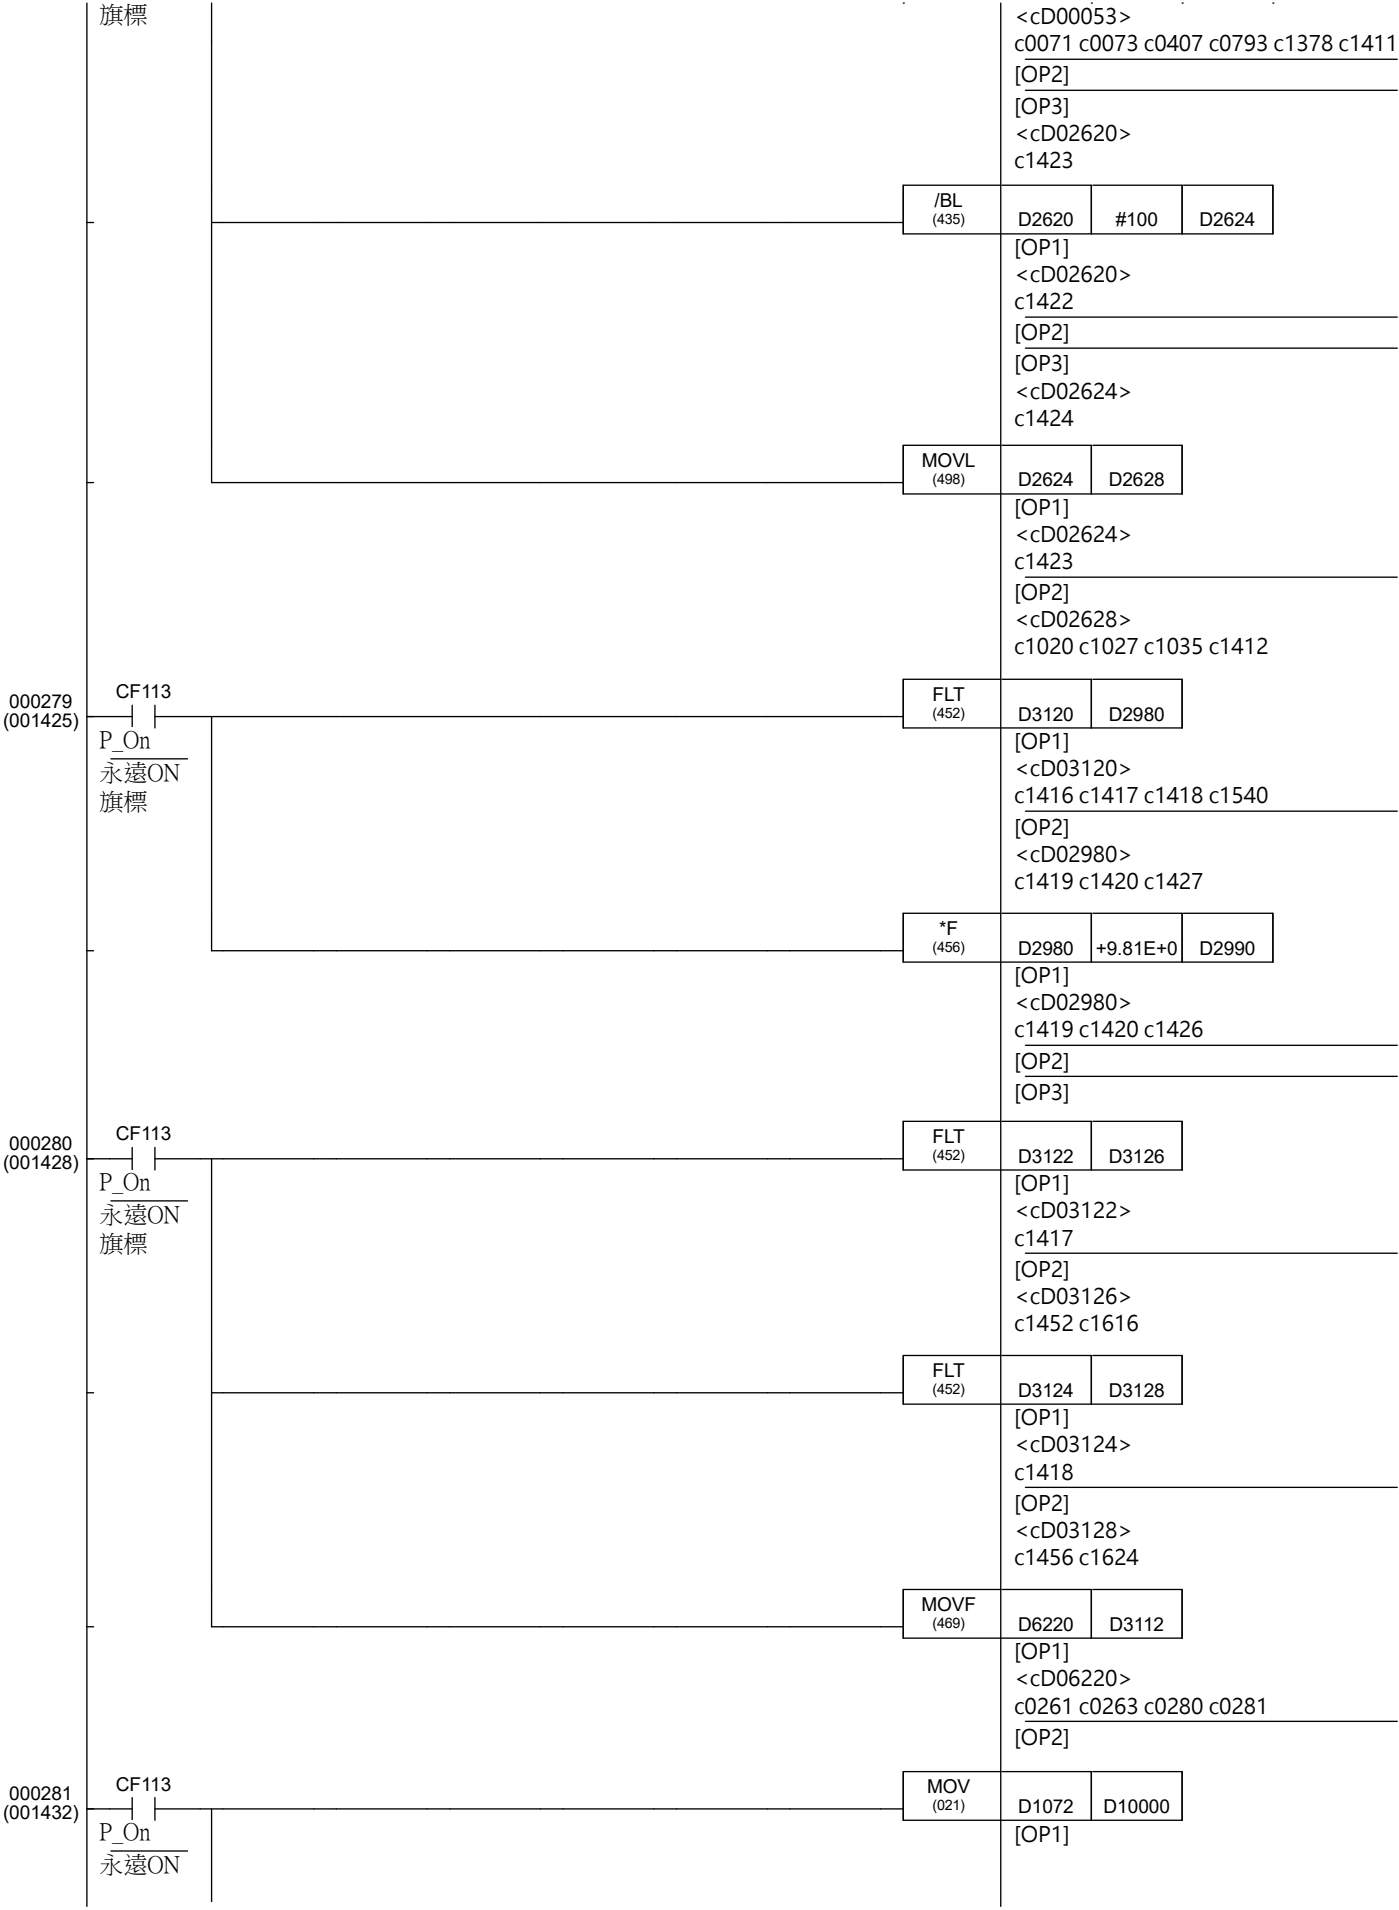 旗標
<cD00053>
c0071 c0073 c0407 c0793 c1378 c1411
[OP2]
[OP3]
<cD02620>
c1423
/BL
(435)
D2620 #100 D2624
[OP1]
<cD02620>
c1422
[OP2]
[OP3]
<cD02624>
c1424
MOVL
(498)
D2624 D2628
[OP1]
<cD02624>
c1423
[OP2]
<cD02628>
c1020 c1027 c1035 c1412
000279
(001425)
CF113
P_On
永遠ON
旗標
FLT
(452)
D3120 D2980
[OP1]
<cD03120>
c1416 c1417 c1418 c1540
[OP2]
<cD02980>
c1419 c1420 c1427
*F
(456)
D2980 +9.81E+0 D2990
[OP1]
<cD02980>
c1419 c1420 c1426
[OP2]
[OP3]
000280
(001428)
CF113
P_On
永遠ON
旗標
FLT
(452)
D3122 D3126
[OP1]
<cD03122>
c1417
[OP2]
<cD03126>
c1452 c1616
FLT
(452)
D3124 D3128
[OP1]
<cD03124>
c1418
[OP2]
<cD03128>
c1456 c1624
MOVF
(469)
D6220 D3112
[OP1]
<cD06220>
c0261 c0263 c0280 c0281
[OP2]
000281
(001432)
CF113
P_On
永遠ON
MOV
(021)
D1072 D10000
[OP1]